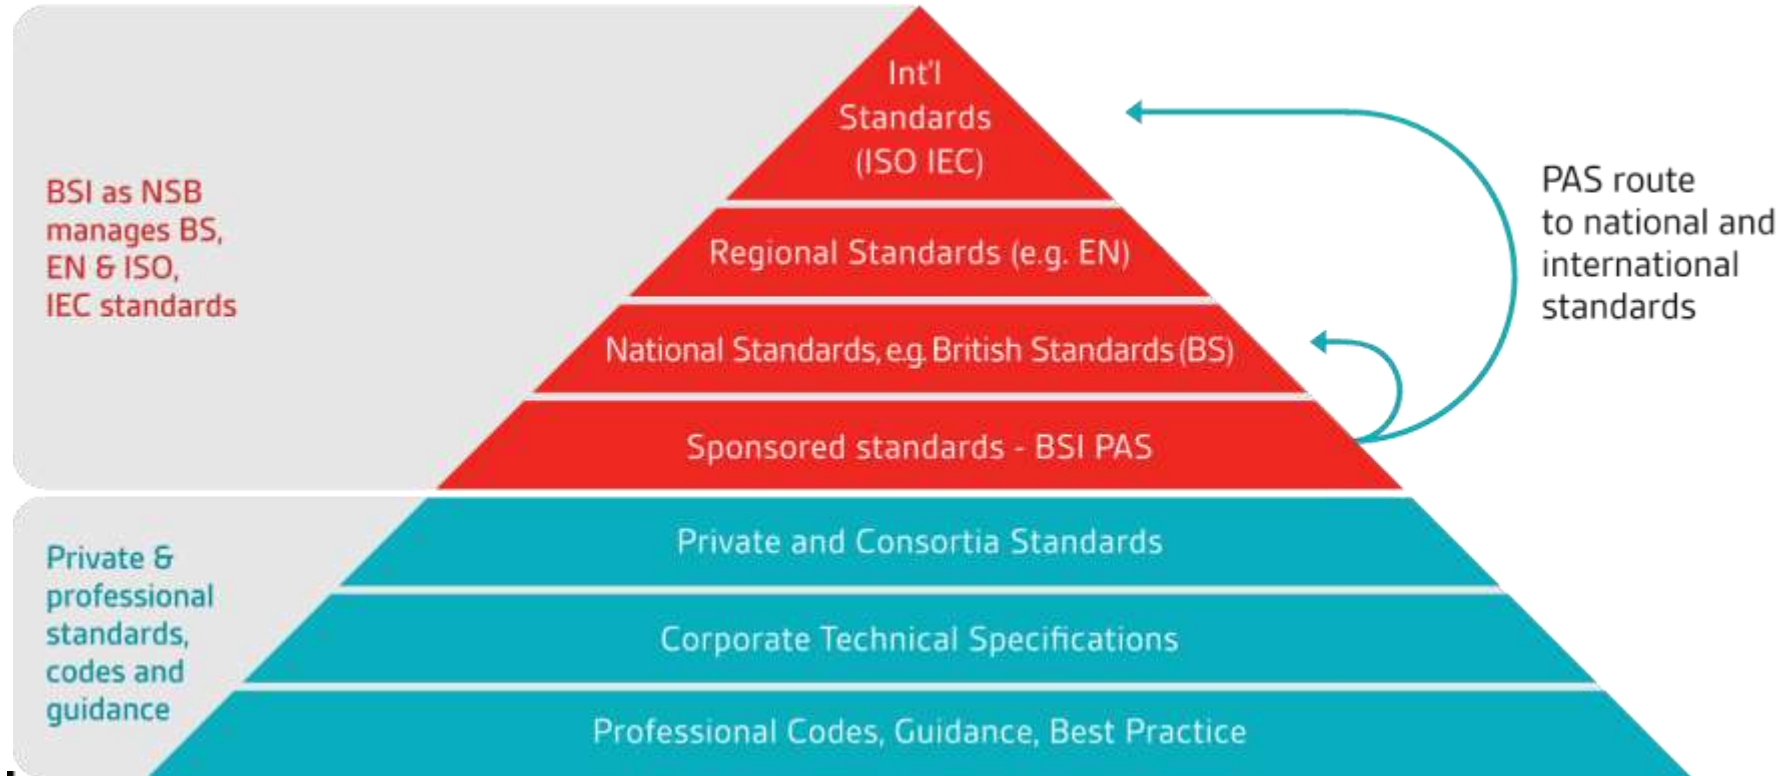 Int'l
Standards
(ISO IEC)
Regional Standards (e.g. EN)
National Standards, e.g. British Standards (BS)
Sponsored standards - BSI PAS
Private and Consortia Standards
Corporate Technical Specifications
Professional Codes, Guidance, Best Practice
BSI as NSB
manages BS,
EN & ISO,
IEC standards
Private &
professional
standards,
codes and
guidance
PAS route
to national and
international
standards